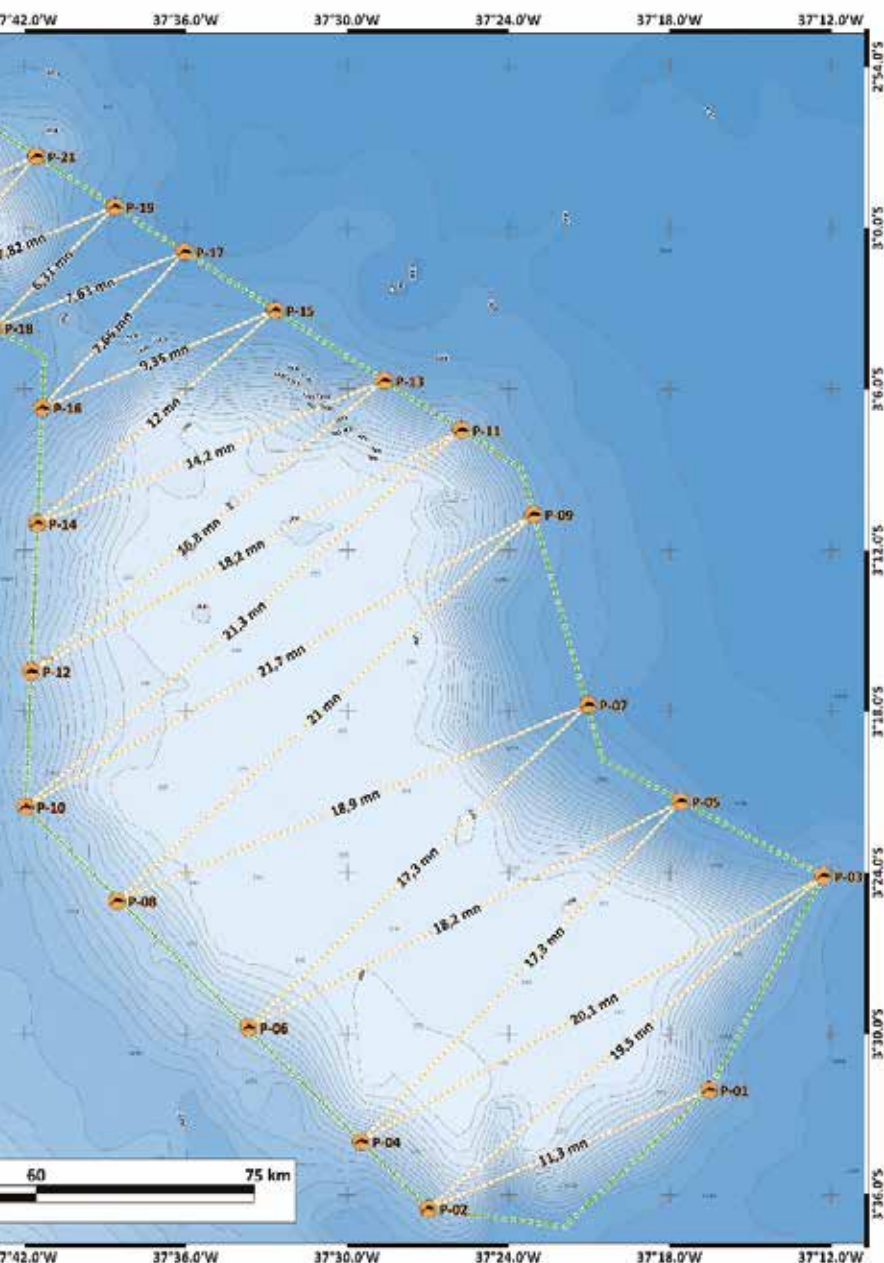 7°42.0'W 37°36.0'W 37°30.0'W 37°24.0'W 37°18.0'W 37°12.0'W
2°54.0'S
P-21
P-19
3°0.0'S
7,82 mn
P-17
6,31 mn
7,63 mn
P-15
P-18
7,66 mn
9,35 mn
P-13
3°6.0'S
P-16
12 mn
P-11
14,2 mn
P-09
P-14
16,8 mn
3°12.0'S
18,2 mn
21,3 mn
21,7 mn
P-12
P-07
21 mn
3°18.0'S
P-05
P-10
18,9 mn
17,3 mn
P-03
3°24.0'S
P-08
18,2 mn
17,3 mn
20,1 mn
P-06
3°30.0'S
19,5 mn
P-01
P-04
11,3 mn
60 75 km
3°36.0'S
P-02
7°42.0'W 37°36.0'W 37°30.0'W 37°24.0'W 37°18.0'W 37°12.0'W